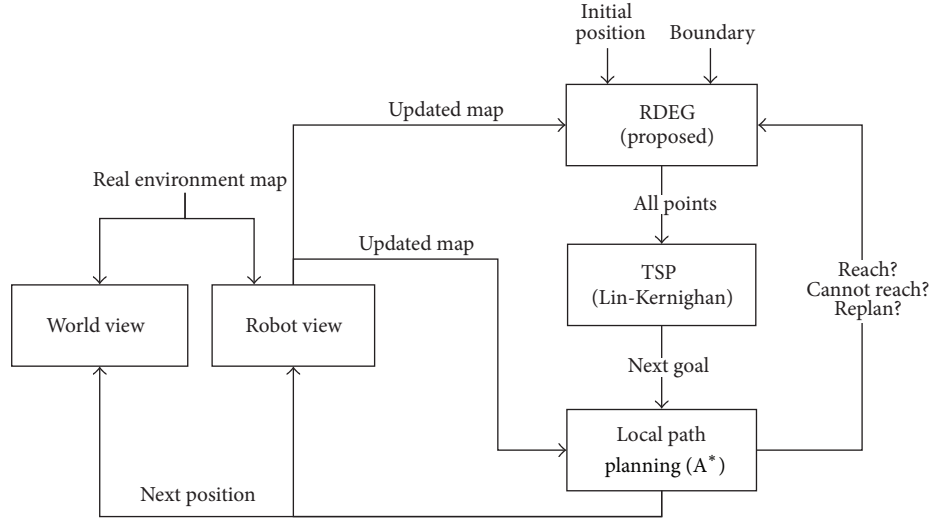 Initial
position
Boundary
Updated map
RDEG
(proposed)
Real environment map
All points
Updated map
TSP
(Lin-Kernighan)
Reach?
Cannot reach?
Replan?
World view
Robot view
Next goal
Local path
planning (A*)
Next position